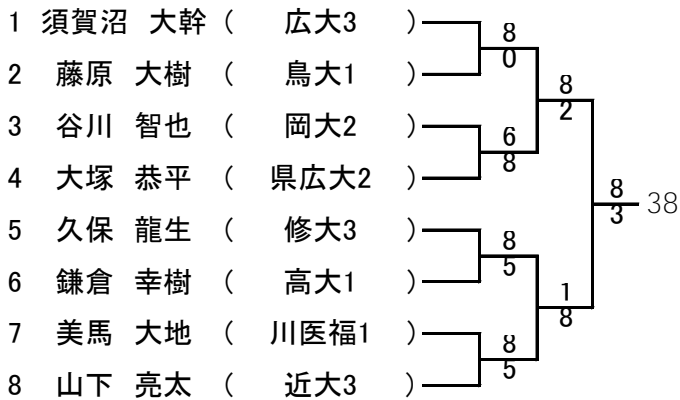 1 須賀沼 大幹 ( 広大3 )
2 藤原 大樹 ( 鳥大1 )
3 谷川 智也 ( 岡大2 )
4 大塚 恭平 ( 県広大2 )
5 久保 龍生 ( 修大3 )
6 鎌倉 幸樹 ( 高大1 )
7 美馬 大地 ( 川医福1 )
8 山下 亮太 ( 近大3 )
8
0
6
8
8
5
8
5
8
2
1
8
8
3
38